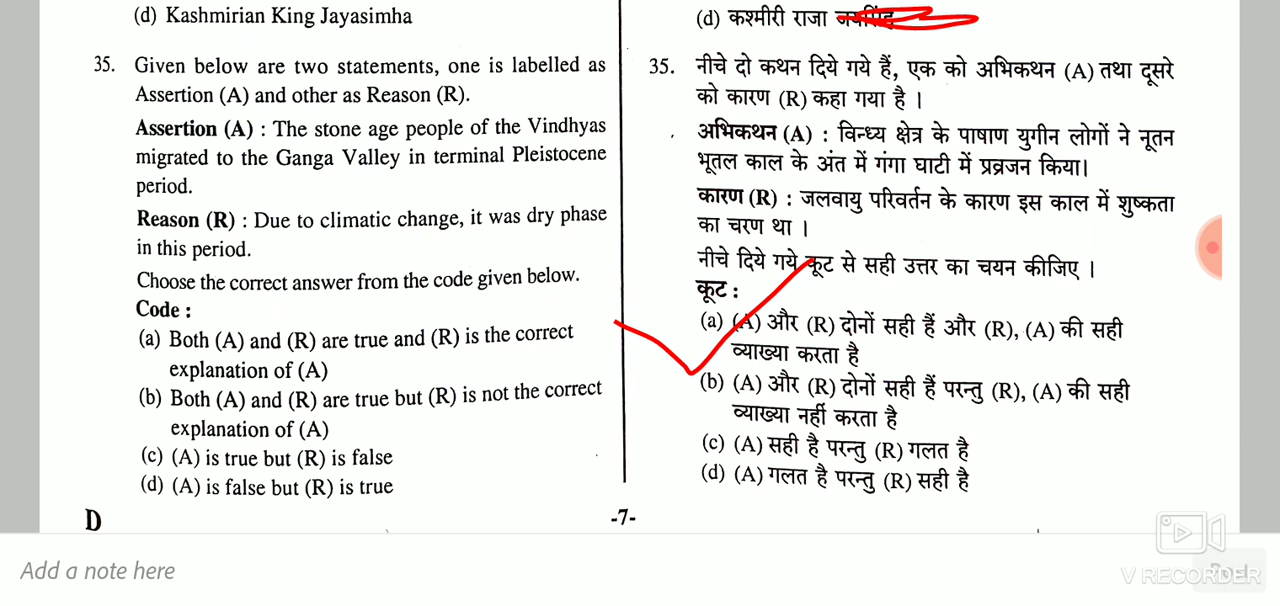 (d) Kashmirian King Jayasimha
35. Given below are two statements, one is labelled as
Assertion (A) and other as Reason (R).
Assertion (A) : The stone age people of the Vindhyas
migrated to the Ganga Valley in terminal Pleistocene
period.
Reason (R) : Due to climatic change, it was dry phase
in this period.
Choose the correct answer from the code given below.
Code :
(a) Both (A) and (R) are true and (R) is the correct
explanation of (A)
(b) Both (A) and (R) are true but (R) is not the correct
explanation of (A)
(c) (A) is true but (R) is false
(d) (A) is false but (R) is true
(d) कश्मीरी राजा जयसिंह
35. नीचे दो कथन दिये गये हैं, एक को अभिकथन (A) तथा दूसरे
को कारण (R) कहा गया है ।
अभिकथन (A) : विन्ध्य क्षेत्र के पाषाण युगीन लोगों ने नूतन
भूतल काल के अंत में गंगा घाटी में प्रव्रजन किया।
कारण (R) : जलवायु परिवर्तन के कारण इस काल में शुष्कता
का चरण था ।
नीचे दिये गये कूट से सही उत्तर का चयन कीजिए ।
कूट :
(a) (A) और (R) दोनों सही हैं और (R), (A) की सही
व्याख्या करता है
(b) (A) और (R) दोनों सही हैं परन्तु (R), (A) की सही
व्याख्या नहीं करता है
(c) (A) सही है परन्तु (R) गलत है
(d) (A) गलत है परन्तु (R) सही है
D
-7-
Add a note here
V RECORDER